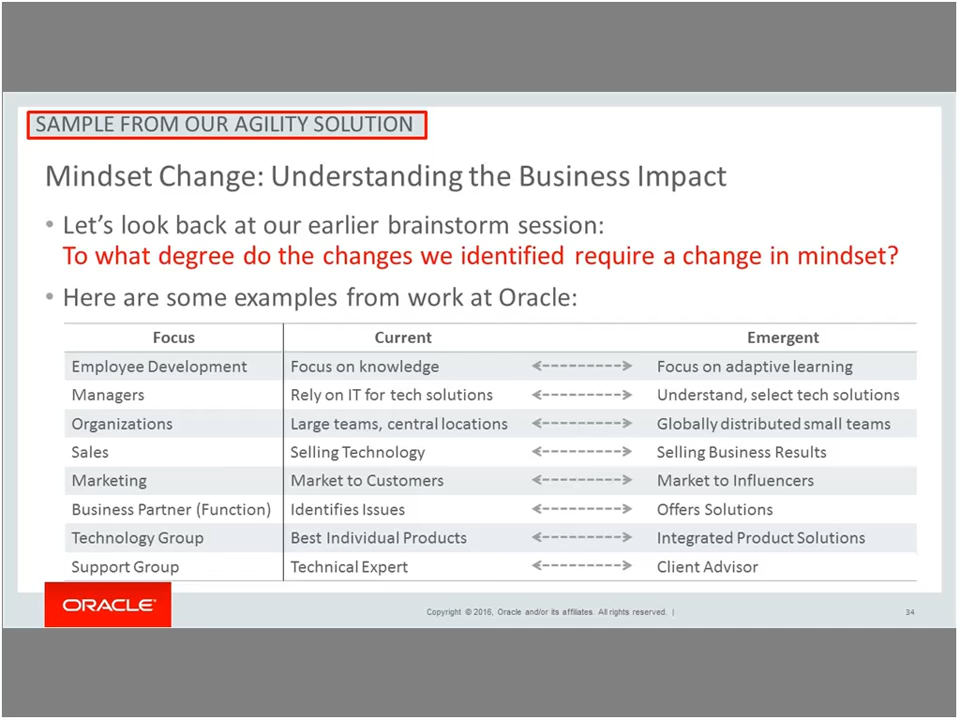 SAMPLE FROM OUR AGILITY SOLUTION
Mindset Change: Understanding the Business Impact
• Let's look back at our earlier brainstorm session:
To what degree do the changes we identified require a change in mindset?
• Here are some examples from work at Oracle:
Focus Current Emergent
Employee Development Focus on knowledge Focus on adaptive learning
Managers Rely on IT for tech solutions Understand, select tech solutions
Organizations Large teams, central locations Globally distributed small teams
Sales Selling Technology Selling Business Results
Marketing Market to Customers Market to Influencers
Business Partner (Function) Identifies Issues Offers Solutions
Technology Group Best Individual Products Integrated Product Solutions
Support Group Technical Expert Client Advisor
ORACLE
Copyright © 2016, Oracle and/or its affiliates. All rights reserved. | 34